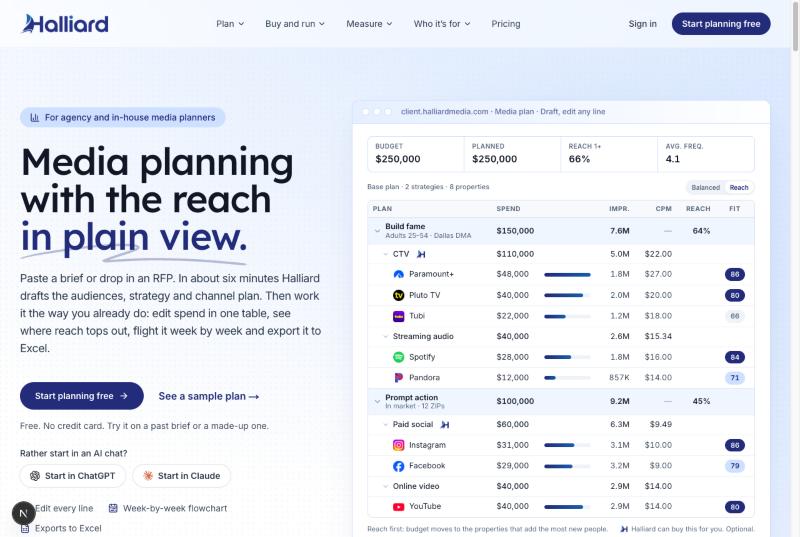 Halliard
Plan
Buy and run
Measure
Who it's for
Pricing
Sign in
Start planning free
For agency and in-house media planners
Media planning
with the reach
in plain view.
Paste a brief or drop in an RFP. In about six minutes Halliard
drafts the audiences, strategy and channel plan. Then work
it the way you already do: edit spend in one table, see
where reach tops out, flight it week by week and export it to
Excel.
Start planning free →
See a sample plan →
Free. No credit card. Try it on a past brief or a made-up one.
Rather start in an AI chat?
Start in ChatGPT
Start in Claude
N
Edit every line
Week-by-week flowchart
Exports to Excel
client.halliardmedia.com · Media plan · Draft, edit any line
BUDGET PLANNED REACH 1+ AVG. FREQ.
$250,000 $250,000 66% 4.1
Base plan · 2 strategies · 8 properties
Balanced Reach
PLAN SPEND IMPR. CPM REACH FIT
Build fame $150,000 7.6M — 64%
Adults 25–54 · Dallas DMA
CTV $110,000 5.0M $22.00
Paramount+ $48,000 1.8M $27.00 86
Pluto TV $40,000 2.0M $20.00 80
Tubi $22,000 1.2M $18.00 66
Streaming audio $40,000 2.6M $15.34
Spotify $28,000 1.8M $16.00 84
Pandora $12,000 857K $14.00 71
Prompt action $100,000 9.2M — 45%
In market · 12 ZIPs
Paid social $60,000 6.3M $9.49
Instagram $31,000 3.1M $10.00 86
Facebook $29,000 3.2M $9.00 79
Online video $40,000 2.9M $14.00
YouTube $40,000 2.9M $14.00 80
Reach first: budget moves to the properties that add the most new people.
Halliard can buy this for you. Optional.